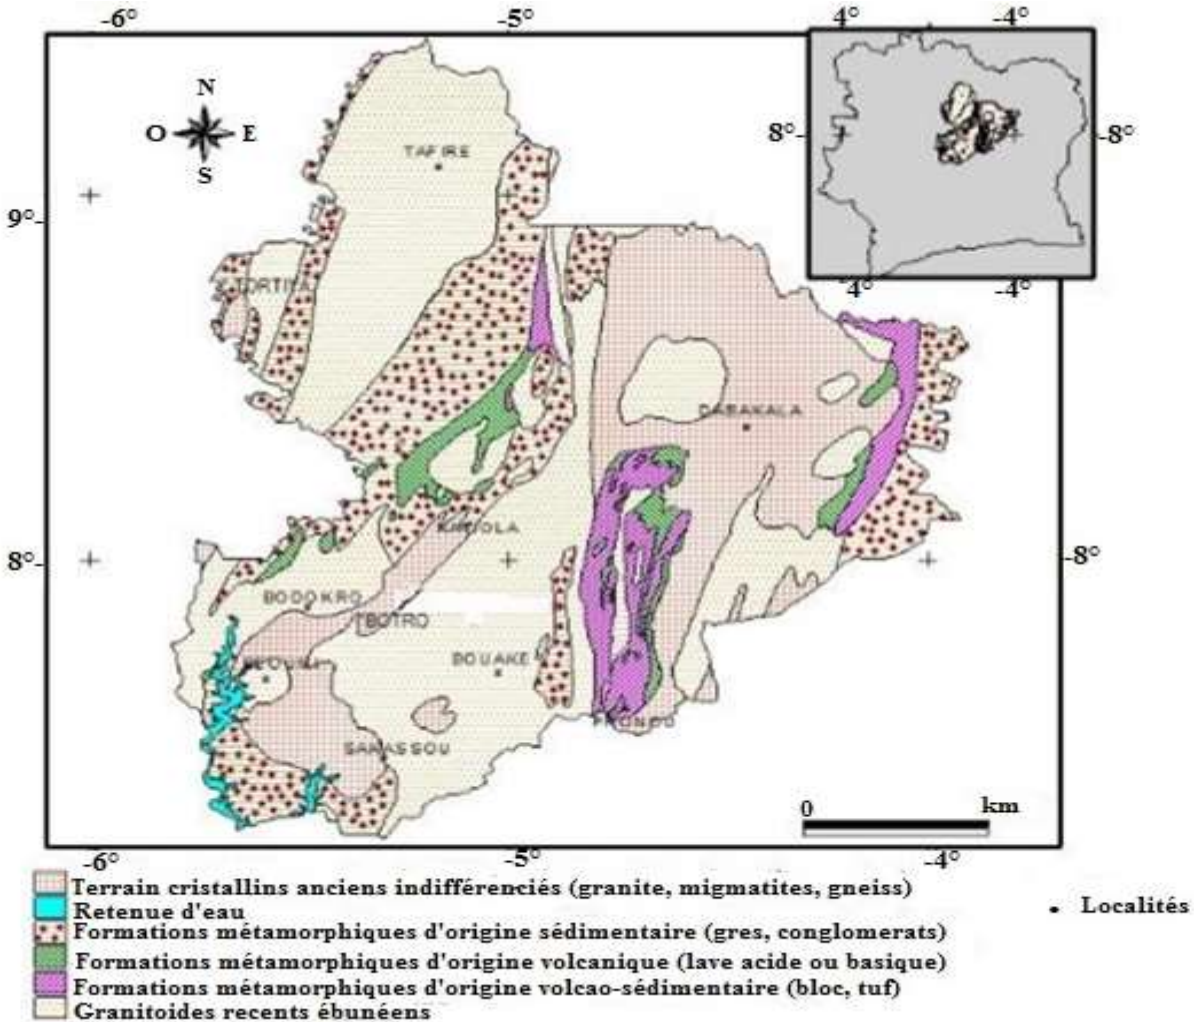 -6° -5° 4° -4°
N
O E
S
8°- -8°
TAFIRE
9°-
TORTIYA
4° -4°
DABAKALA
8°- -8°
BODOKRO
BOTRO
BOUAKE
SAKASSOU
0 km
-6° -5° -4°
Terrain cristallins anciens indifférenciés (granite, migmatites, gneiss)
Retenue d'eau
Localités
Formations métamorphiques d'origine sédimentaire (gres, conglomerats)
Formations métamorphiques d'origine volcanique (lave acide ou basique)
Formations métamorphiques d'origine volcao-sédimentaire (bloc, tuf)
Granitoides recents ébunéens